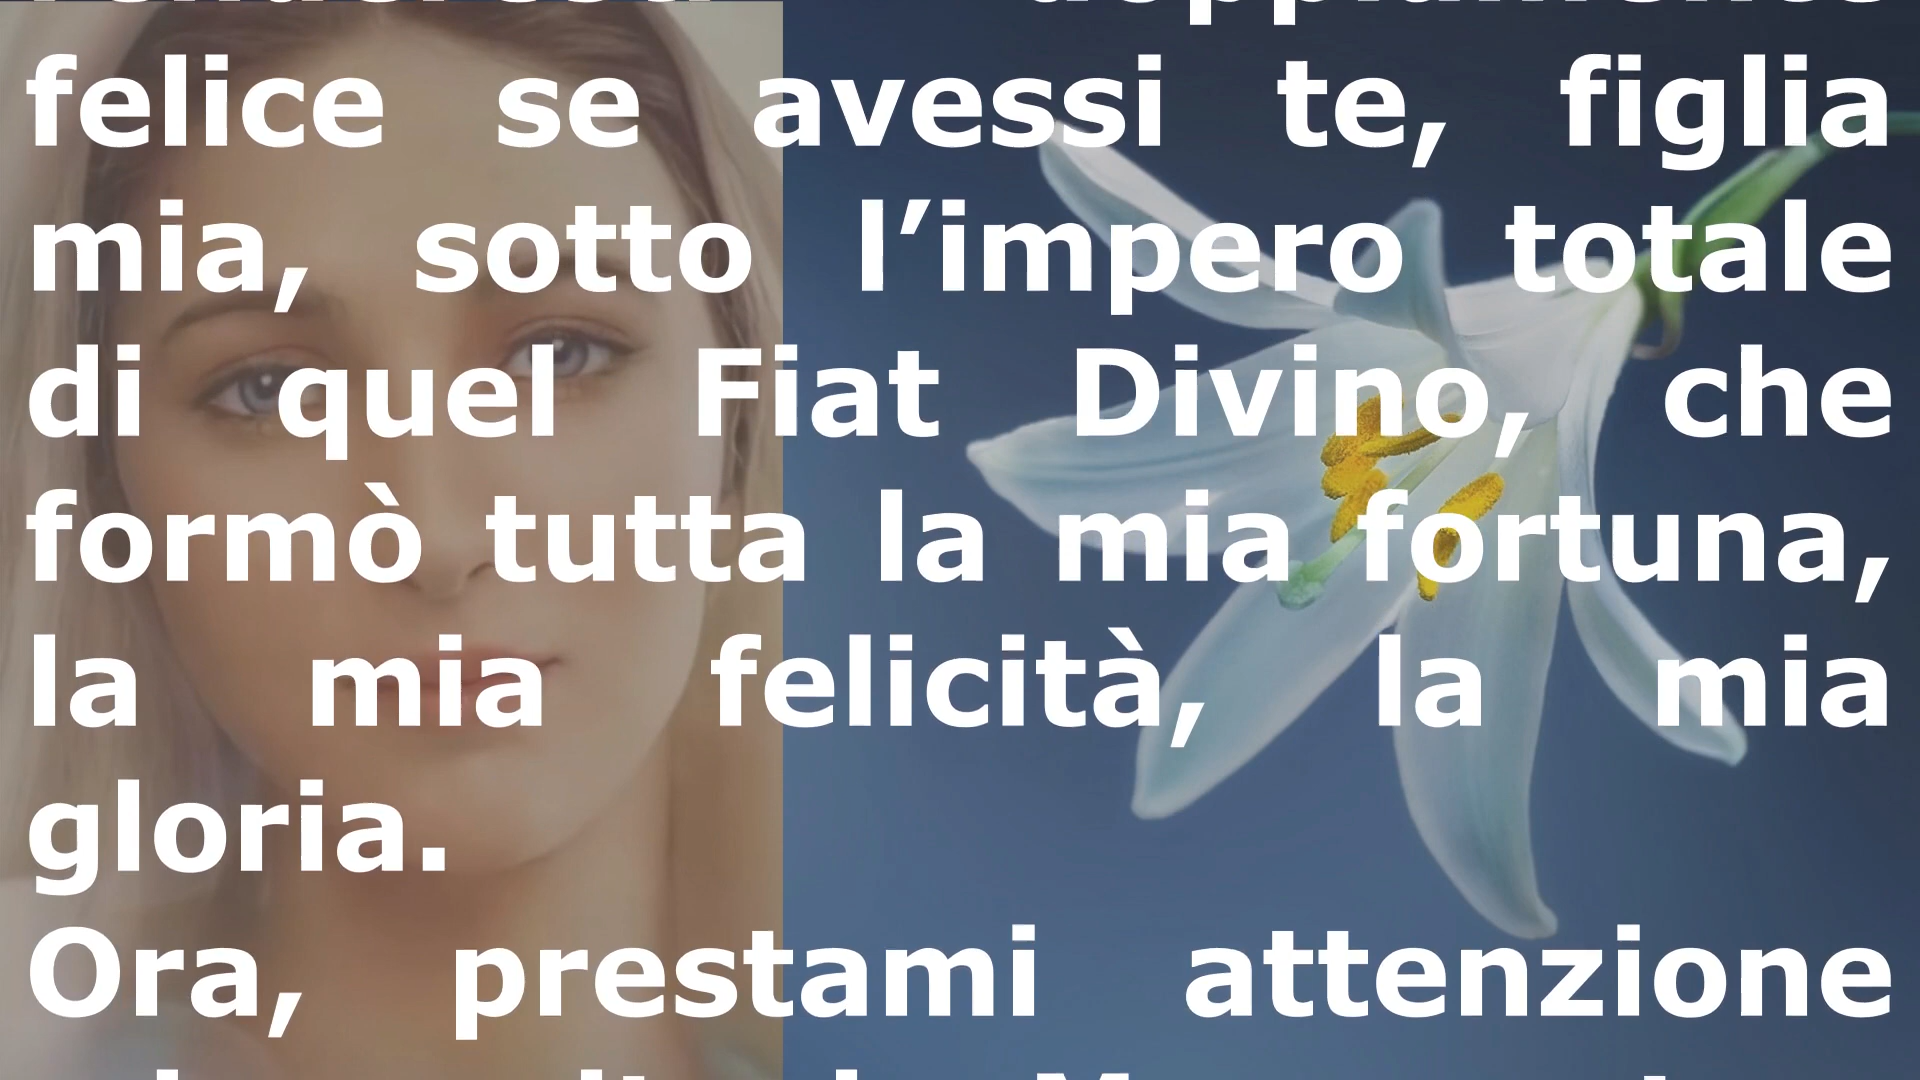 felice se avessi te, figlia
mia, sotto l’impero totale
di quel Fiat Divino, che
formò tutta la mia fortuna,
la mia felicità, la mia
gloria.
Ora, prestami attenzione